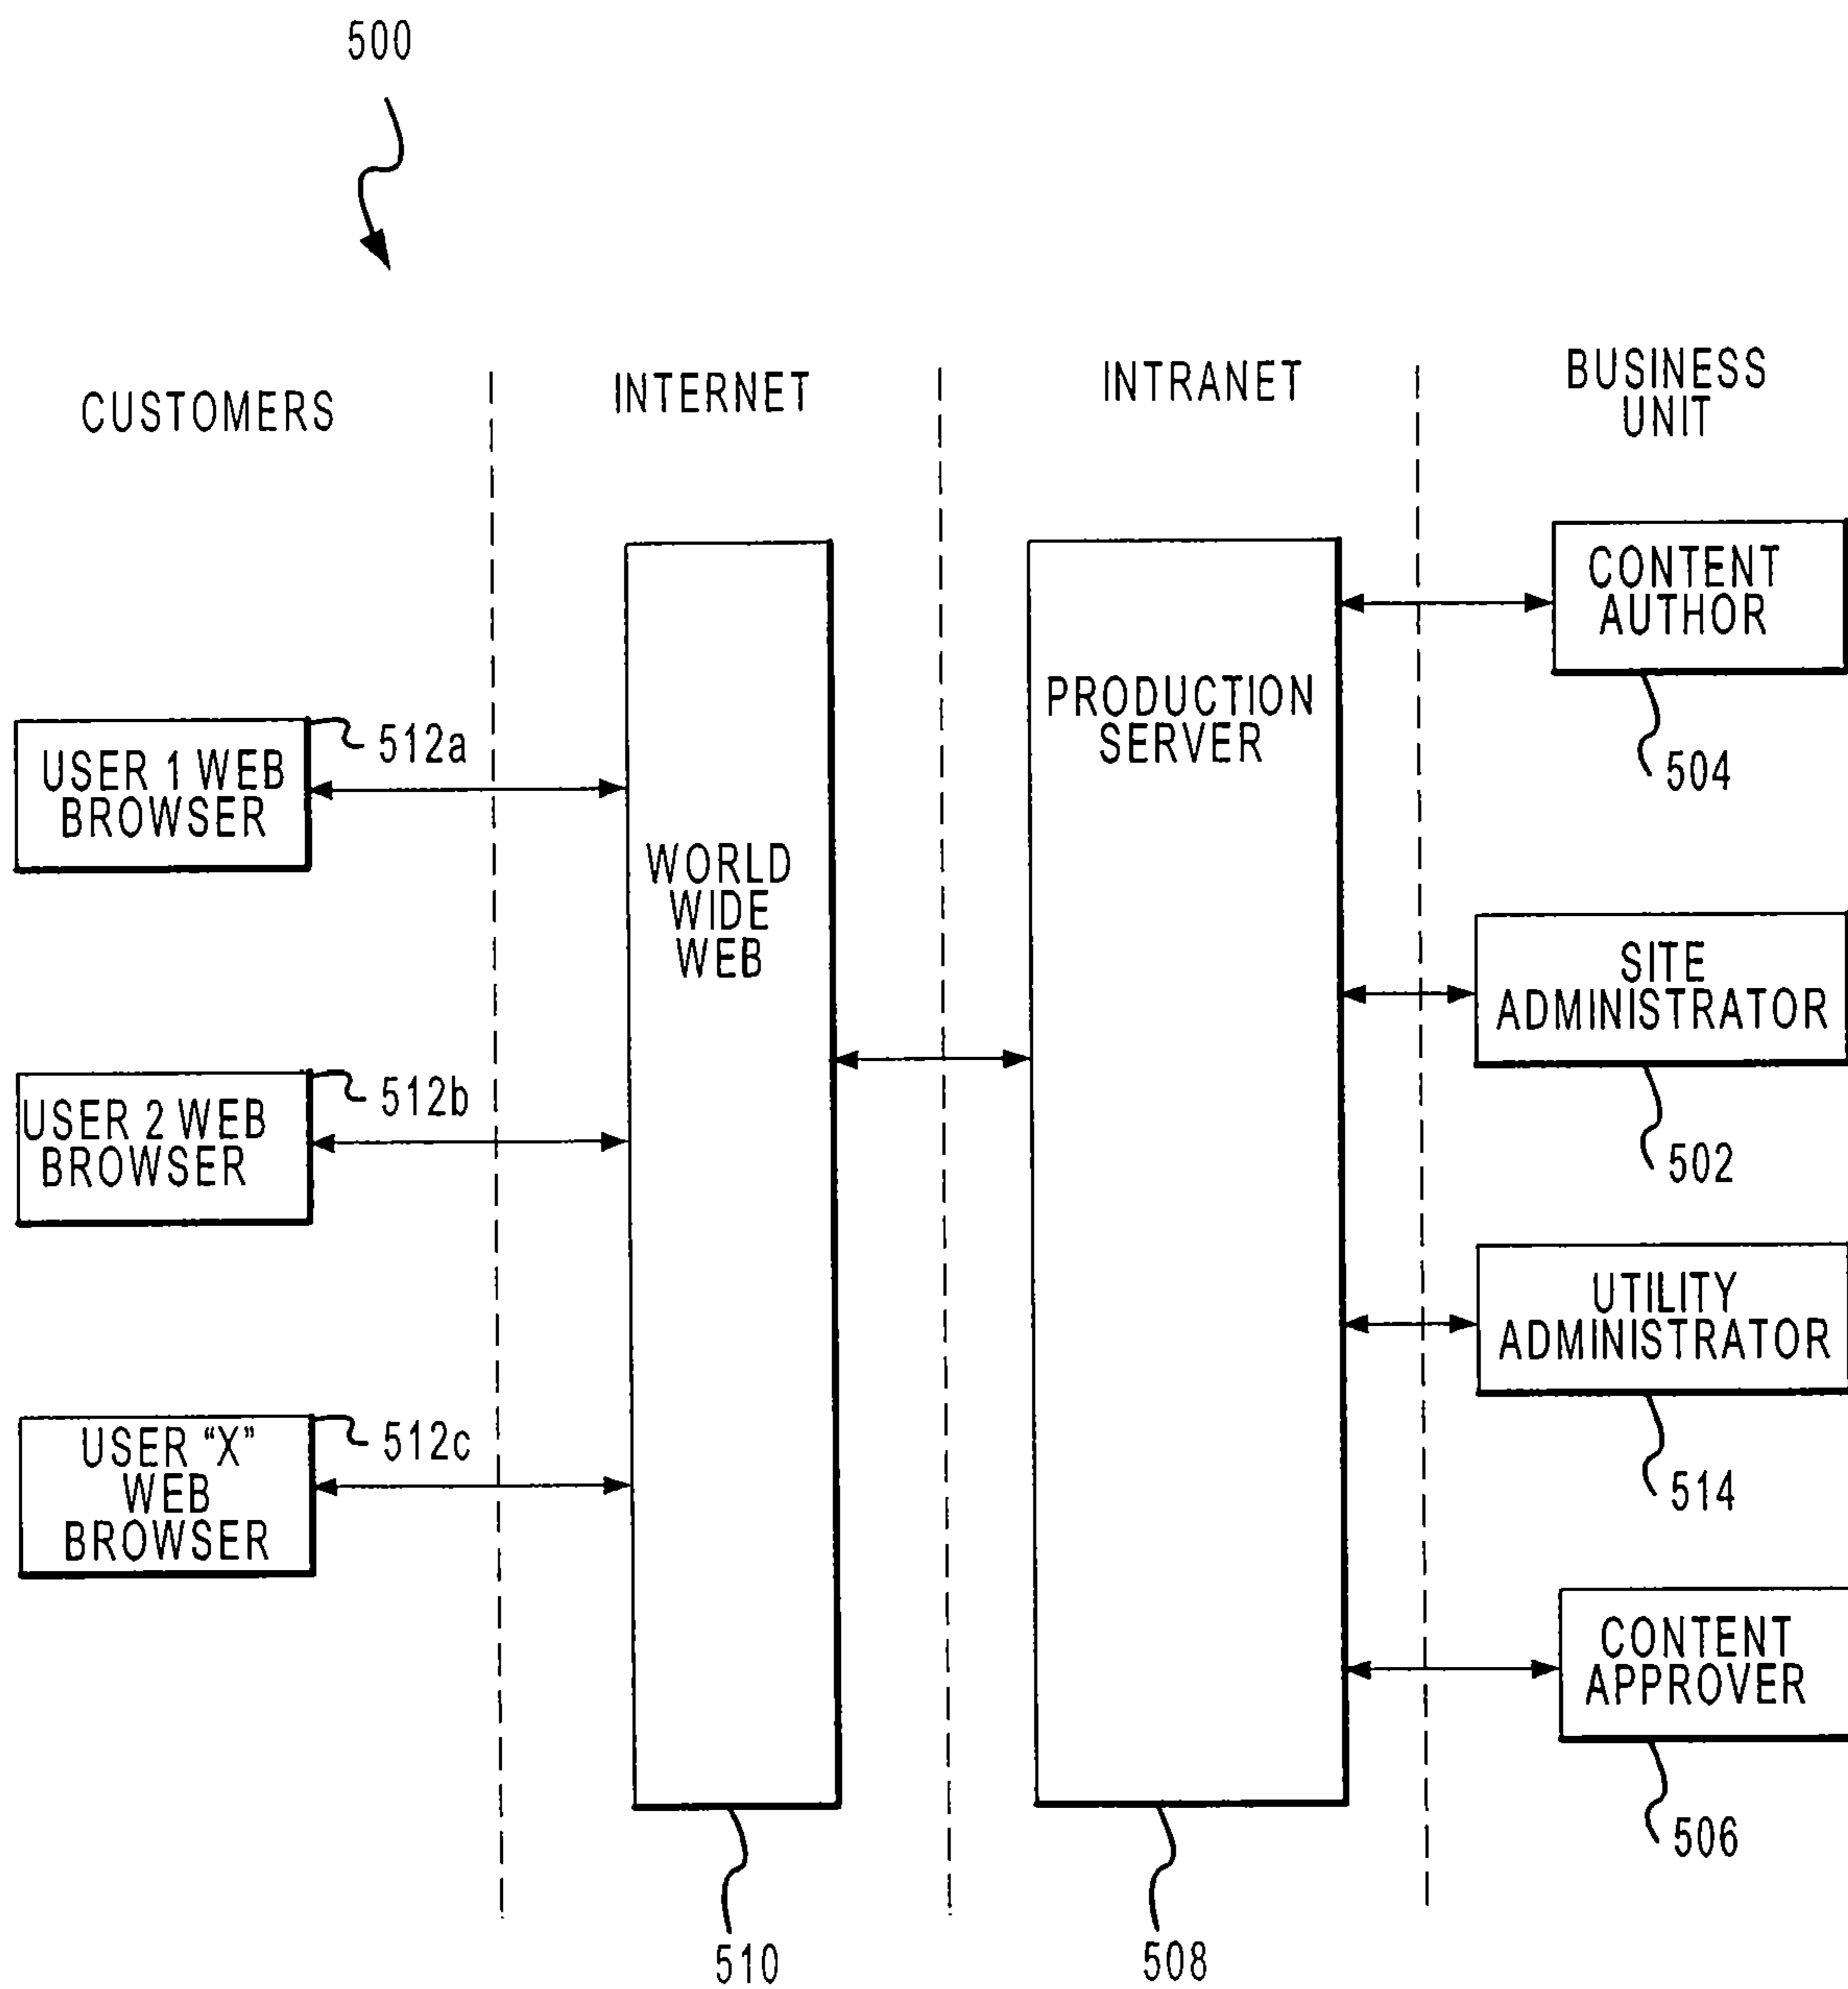 500
CUSTOMERS
INTERNET
INTRANET
BUSINESS
UNIT
USER 1 WEB
BROWSER
512a
USER 2 WEB
BROWSER
512b
USER “X”
WEB
BROWSER
512c
WORLD
WIDE
WEB
510
PRODUCTION
SERVER
508
CONTENT
AUTHOR
504
SITE
ADMINISTRATOR
502
UTILITY
ADMINISTRATOR
514
CONTENT
APPROVER
506